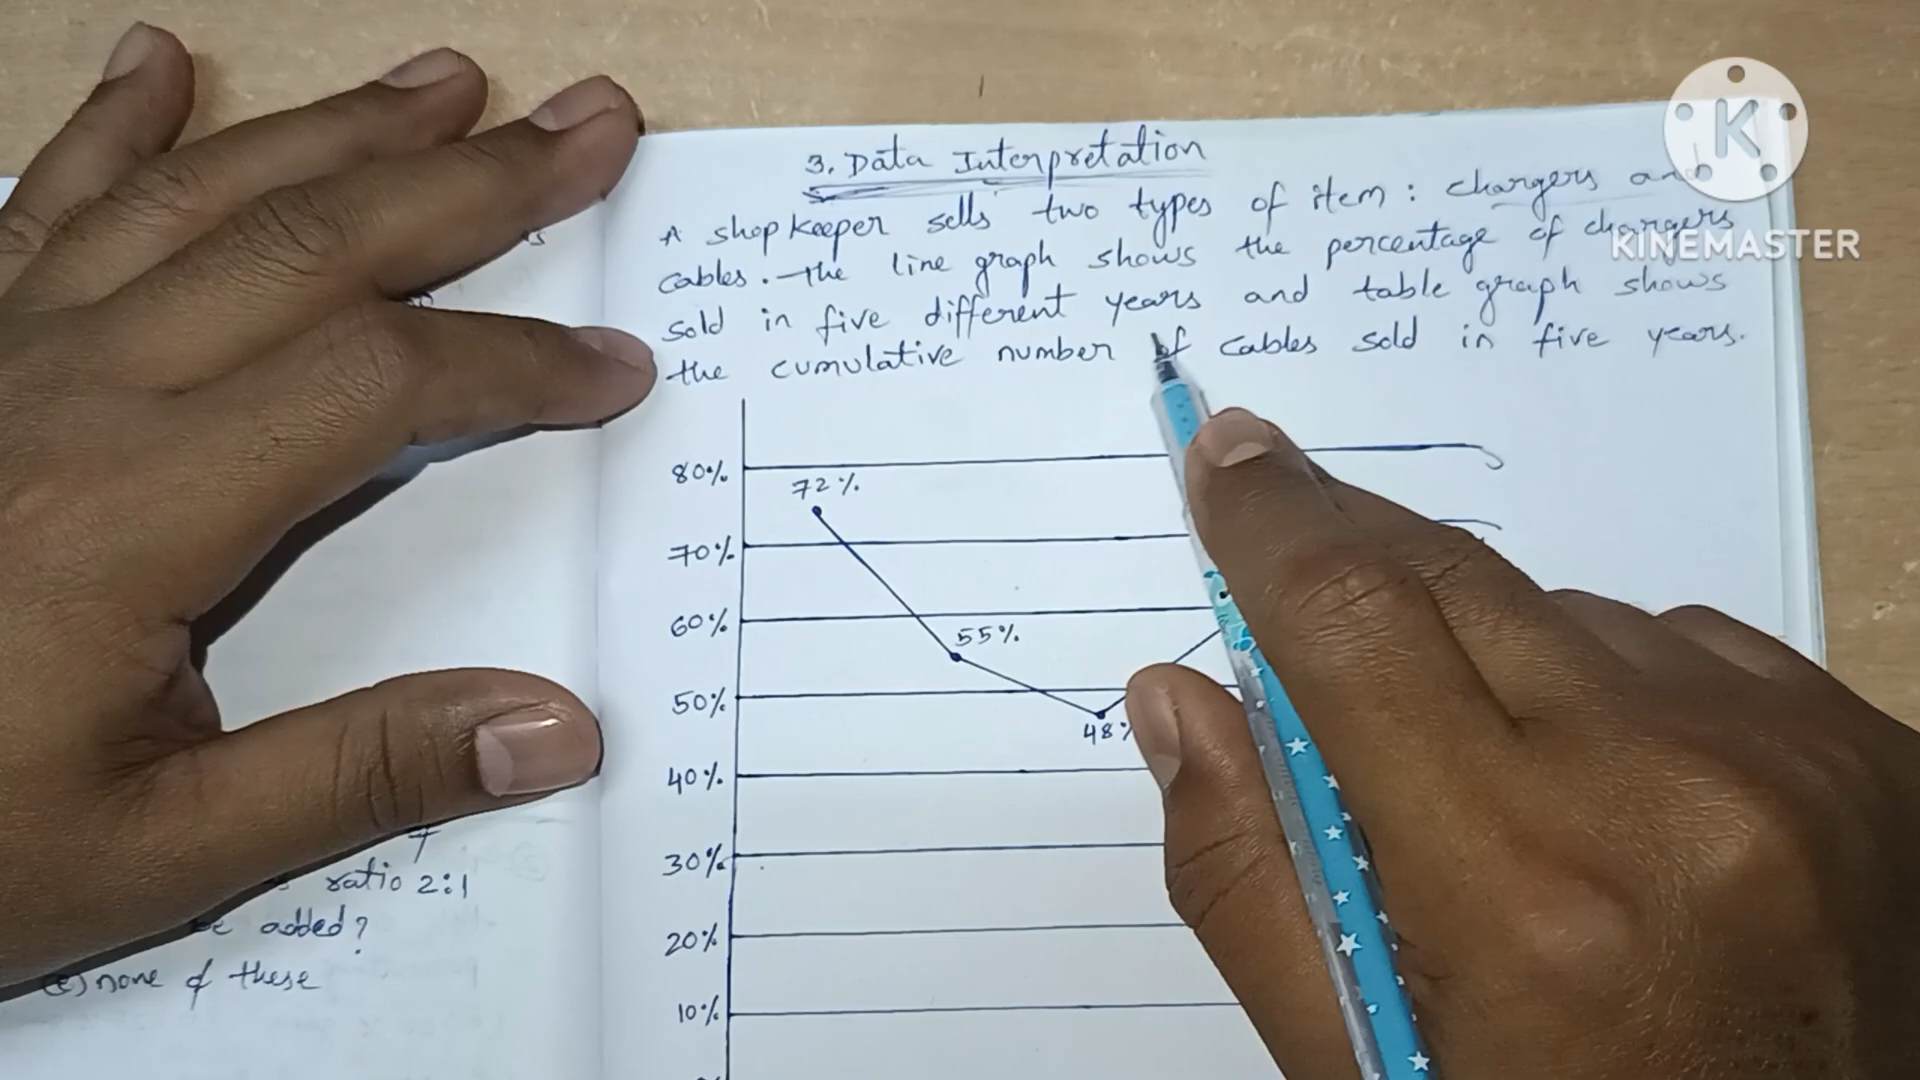 3. Data Interpretation
A shopkeeper sells two types of item : chargers and
cables. The line graph shows the percentage of chargers
sold in five different years and table graph shows
the cumulative number of cables sold in five years.
K
KINEMASTER
80%
72%
70%
60%
55%
50%
48%
40%
30%
20%
10%
ratio 2:1
be added?
(e) none of these